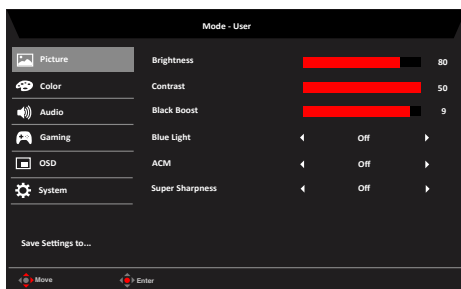 Mode - User
Picture
Brightness 80
Color
Contrast 50
Audio
Black Boost 9
Gaming
Blue Light Off
OSD
ACM Off
System
Super Sharpness Off
Save Settings to...
Move Enter